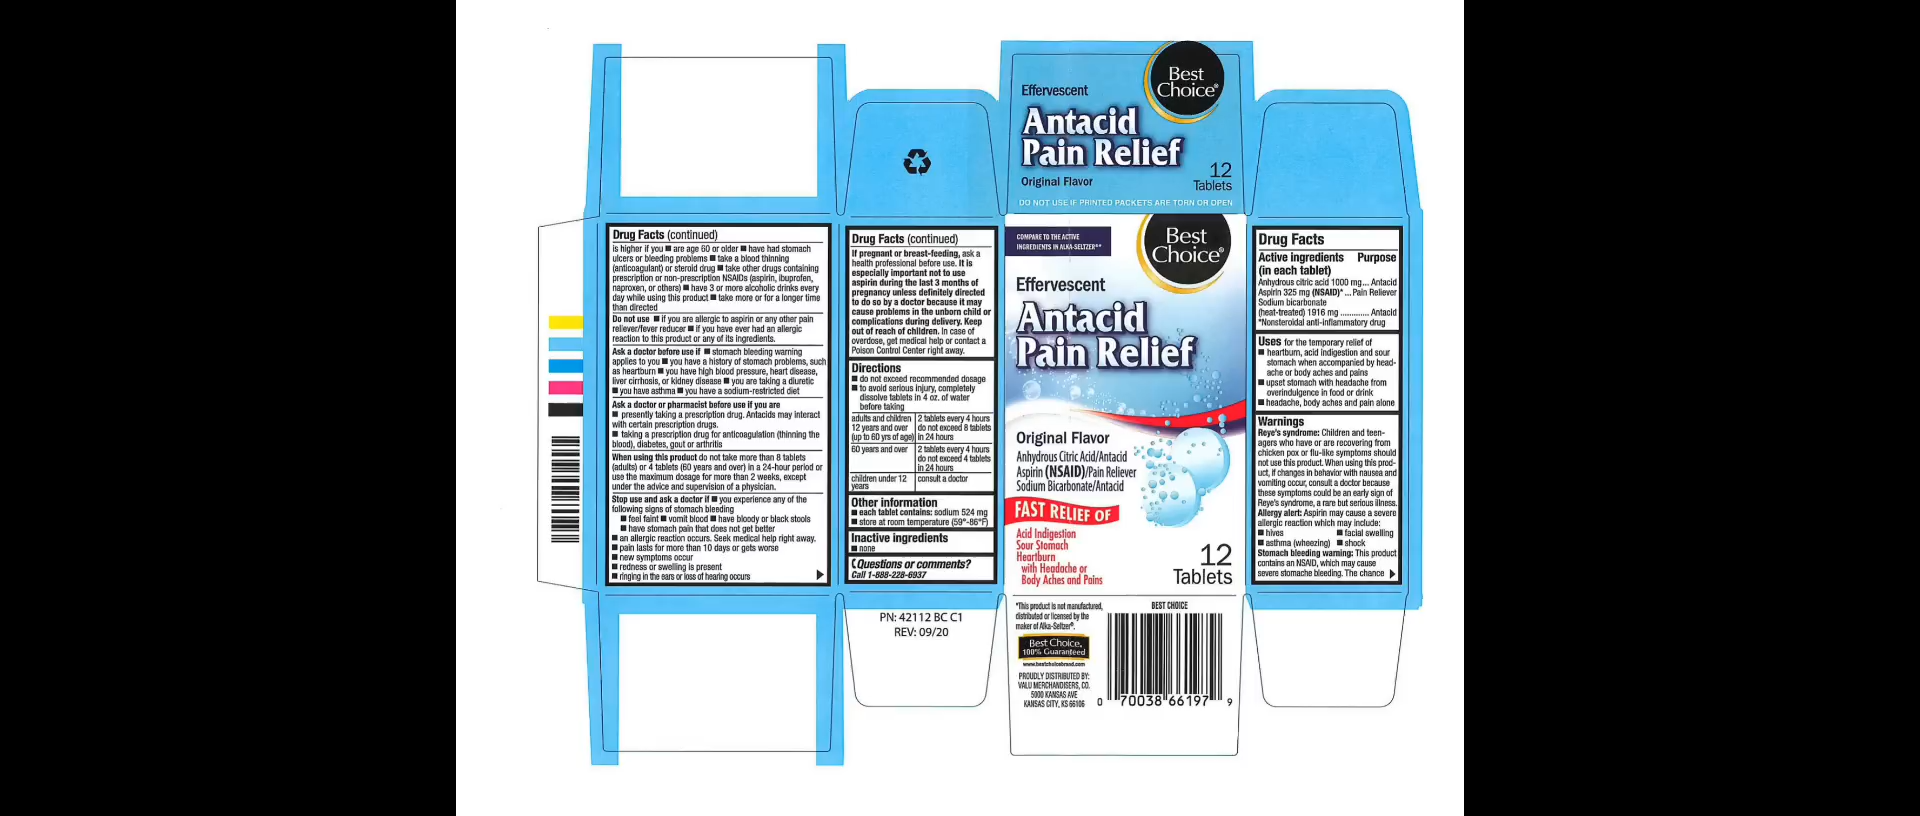 Effervescent
Antacid
Pain Relief
Original Flavor
12
Tablets
Best
Choice®
DO NOT USE IF PRINTED PACKETS ARE TORN OR OPEN
COMPARE TO THE ACTIVE
INGREDIENTS IN ALKA-SELTZER®*
Best
Choice®
Effervescent
Antacid
Pain Relief
Original Flavor
Anhydrous Citric Acid/Antacid
Aspirin (NSAID)/Pain Reliever
Sodium Bicarbonate/Antacid
FAST RELIEF OF
Acid Indigestion
Sour Stomach
Heartburn
with Headache or
Body Aches and Pains
12
Tablets
*This product is not manufactured,
distributed or licensed by the
maker of Alka-Seltzer®.
Best Choice®
100% Guaranteed
www.bestchoicebrand.com
PROUDLY DISTRIBUTED BY:
VALU MERCHANDISERS, CO.
5000 KANSAS AVE
KANSAS CITY, KS 66106
BEST CHOICE
0 70038 66197 9
Drug Facts
Active ingredients Purpose
(in each tablet)
Anhydrous citric acid 1000 mg... Antacid
Aspirin 325 mg (NSAID)* ... Pain Reliever
Sodium bicarbonate
(heat-treated) 1916 mg ............. Antacid
*Nonsteroidal anti-inflammatory drug
Uses for the temporary relief of
■ heartburn, acid indigestion and sour
stomach when accompanied by head-
ache or body aches and pains
■ upset stomach with headache from
overindulgence in food or drink
■ headache, body aches and pain alone
Warnings
Reye's syndrome: Children and teen-
agers who have or are recovering from
chicken pox or flu-like symptoms should
not use this product. When using this prod-
uct, if changes in behavior with nausea and
vomiting occur, consult a doctor because
these symptoms could be an early sign of
Reye's syndrome, a rare but serious illness.
Allergy alert: Aspirin may cause a severe
allergic reaction which may include:
■ hives ■ facial swelling
■ asthma (wheezing) ■ shock
Stomach bleeding warning: This product
contains an NSAID, which may cause
severe stomache bleeding. The chance
Drug Facts (continued)
is higher if you ■ are age 60 or older ■ have had stomach
ulcers or bleeding problems ■ take a blood thinning
(anticoagulant) or steroid drug ■ take other drugs containing
prescription or non-prescription NSAIDs (aspirin, ibuprofen,
naproxen, or others) ■ have 3 or more alcoholic drinks every
day while using this product ■ take more or for a longer time
than directed
Do not use ■ if you are allergic to aspirin or any other pain
reliever/fever reducer ■ if you have ever had an allergic
reaction to this product or any of its ingredients.
Ask a doctor before use if ■ stomach bleeding warning
applies to you ■ you have a history of stomach problems, such
as heartburn ■ you have high blood pressure, heart disease,
liver cirrhosis, or kidney disease ■ you are taking a diuretic
■ you have asthma ■ you have a sodium-restricted diet
Ask a doctor or pharmacist before use if you are
■ presently taking a prescription drug. Antacids may interact
with certain prescription drugs.
■ taking a prescription drug for anticoagulation (thinning the
blood), diabetes, gout or arthritis
When using this product do not take more than 8 tablets
(adults) or 4 tablets (60 years and over) in a 24-hour period or
use the maximum dosage for more than 2 weeks, except
under the advice and supervision of a physician.
Stop use and ask a doctor if ■ you experience any of the
following signs of stomach bleeding
■ feel faint ■ vomit blood ■ have bloody or black stools
■ have stomach pain that does not get better
■ an allergic reaction occurs. Seek medical help right away.
■ pain lasts for more than 10 days or gets worse
■ new symptoms occur
■ redness or swelling is present
■ ringing in the ears or loss of hearing occurs
Drug Facts (continued)
If pregnant or breast-feeding, ask a
health professional before use. It is
especially important not to use
aspirin during the last 3 months of
pregnancy unless definitely directed
to do so by a doctor because it may
cause problems in the unborn child or
complications during delivery. Keep
out of reach of children. In case of
overdose, get medical help or contact a
Poison Control Center right away.
Directions
■ do not exceed recommended dosage
■ to avoid serious injury, completely
dissolve tablets in 4 oz. of water
before taking
adults and children 2 tablets every 4 hours
12 years and over do not exceed 8 tablets
(up to 60 yrs of age) in 24 hours
60 years and over 2 tablets every 4 hours
do not exceed 4 tablets
in 24 hours
children under 12 consult a doctor
years
Other information
■ each tablet contains: sodium 524 mg
■ store at room temperature (59°-86°F)
Inactive ingredients
■ none
Questions or comments?
Call 1-888-228-6937
PN: 42112 BC C1
REV: 09/20